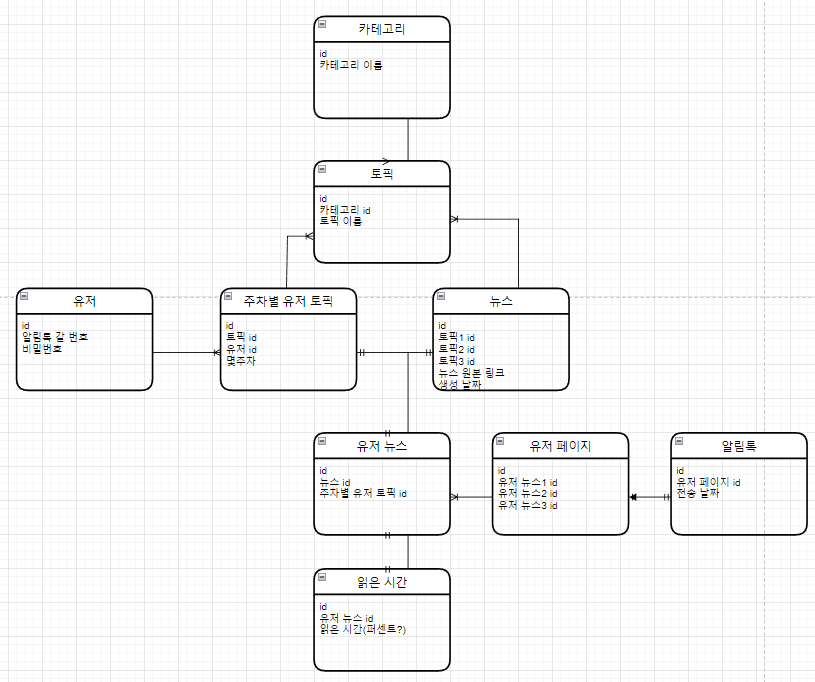 카테고리
id
카테고리 이름
토픽
id
카테고리 id
토픽 이름
유저
id
알림톡 갈 번호
비밀번호
주차별 유저 토픽
id
토픽 id
유저 id
몇주차
뉴스
id
토픽1 id
토픽2 id
토픽3 id
뉴스 원본 링크
생성 날짜
유저 뉴스
id
뉴스 id
주차별 유저 토픽 id
유저 페이지
id
유저 뉴스1 id
유저 뉴스2 id
유저 뉴스3 id
알림톡
id
유저 페이지 id
전송 날짜
읽은 시간
id
유저 뉴스 id
읽은 시간(퍼센트?)